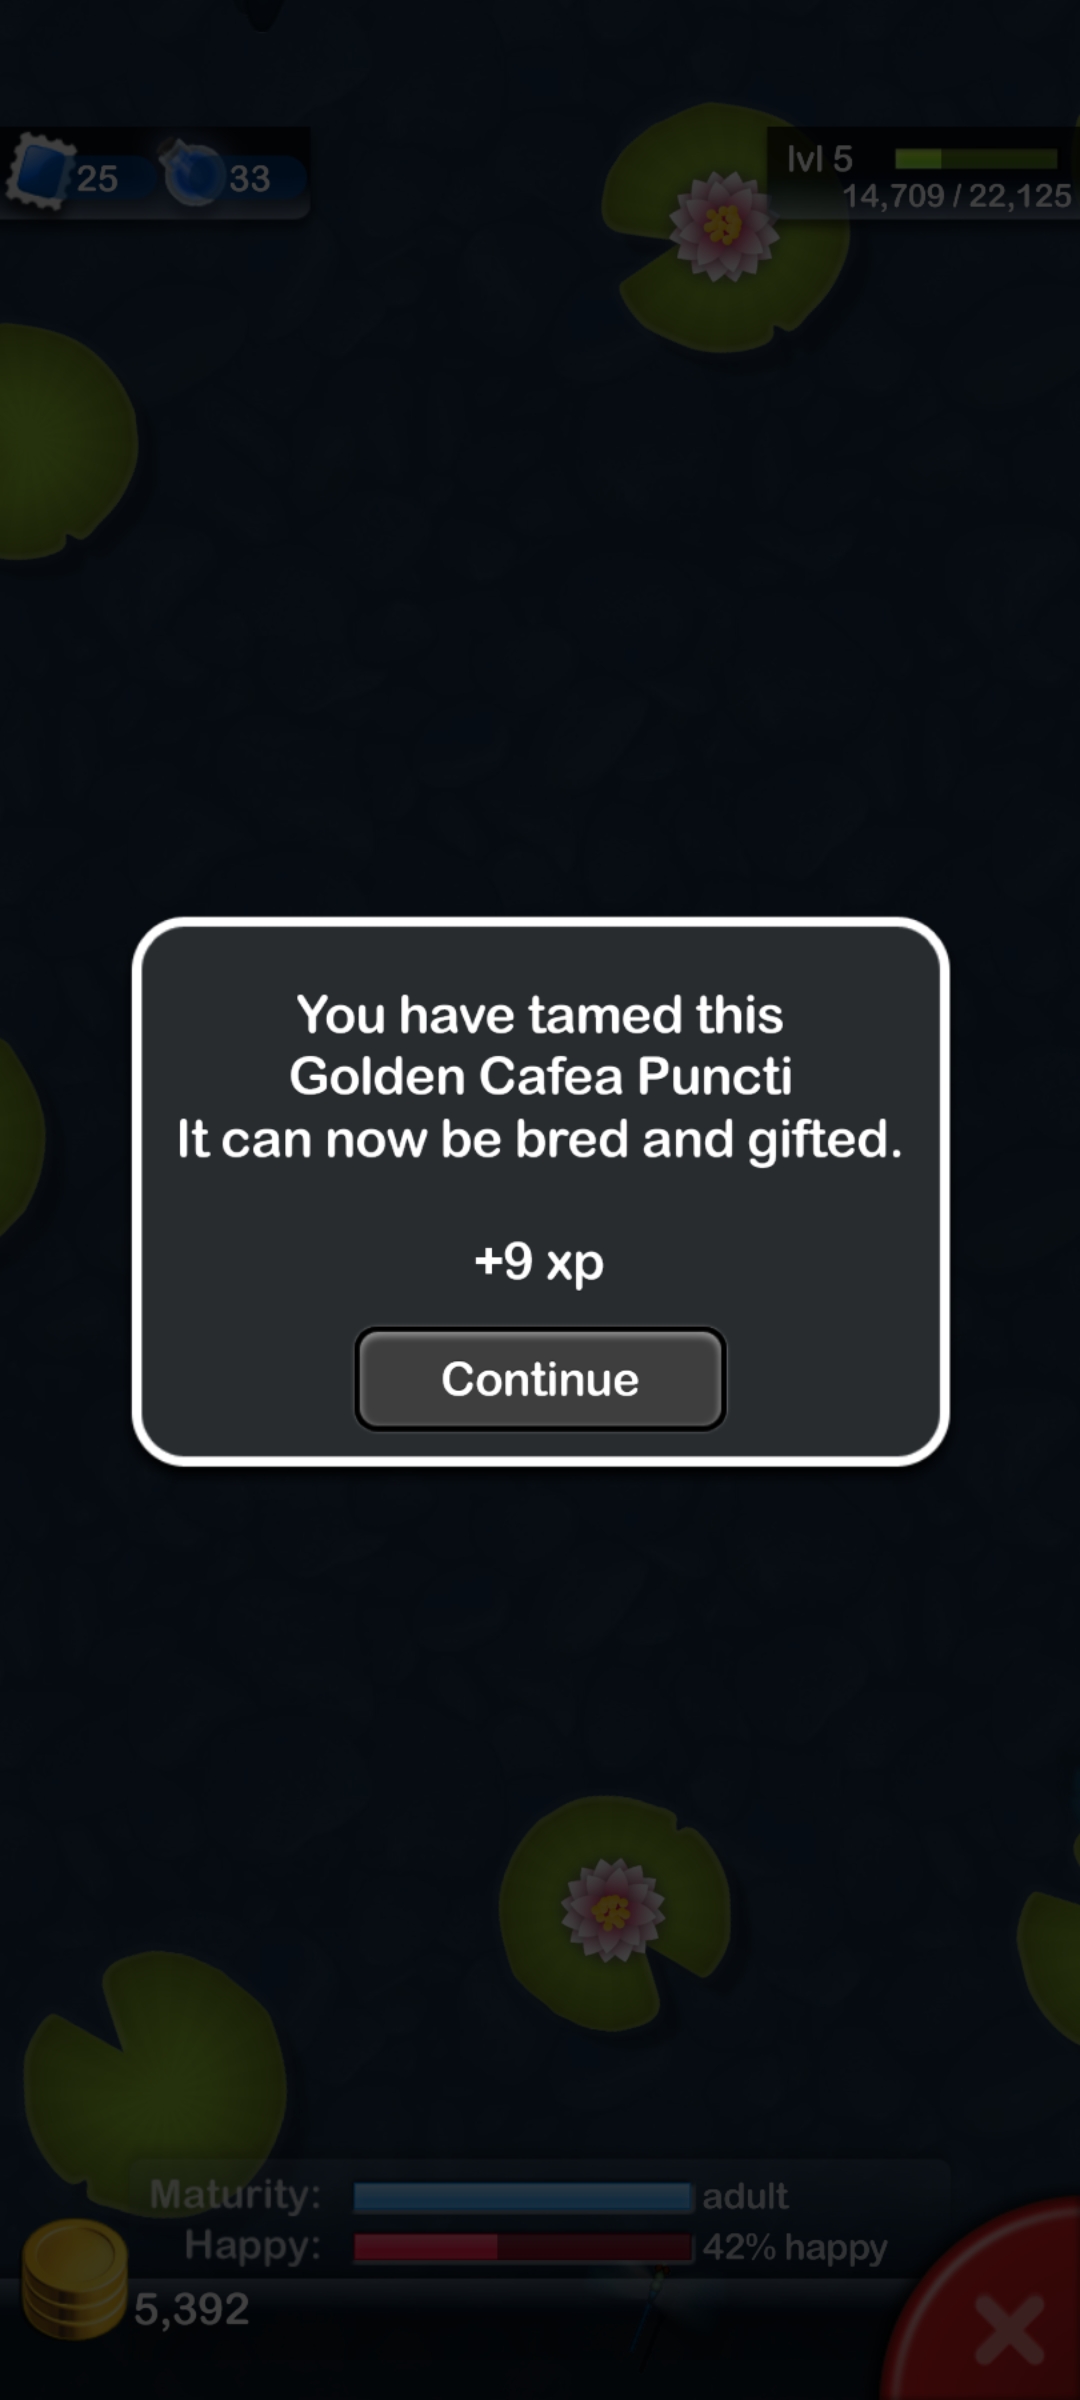 25
33
lvl 5
14,709 / 22,125
You have tamed this
Golden Cafea Puncti
It can now be bred and gifted.
+9 xp
Continue
Maturity: adult
Happy: 42% happy
5,392